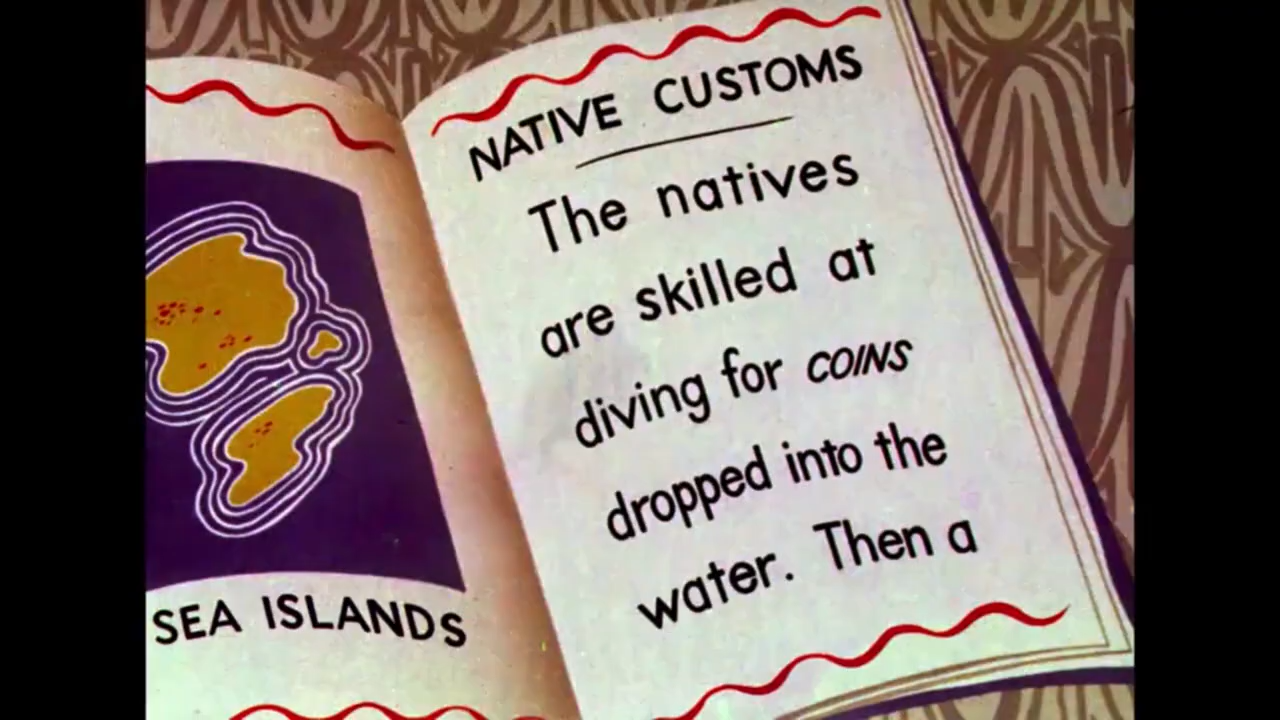 SEA ISLANDS
NATIVE CUSTOMS
The natives
are skilled at
diving for COINS
dropped into the
water. Then a